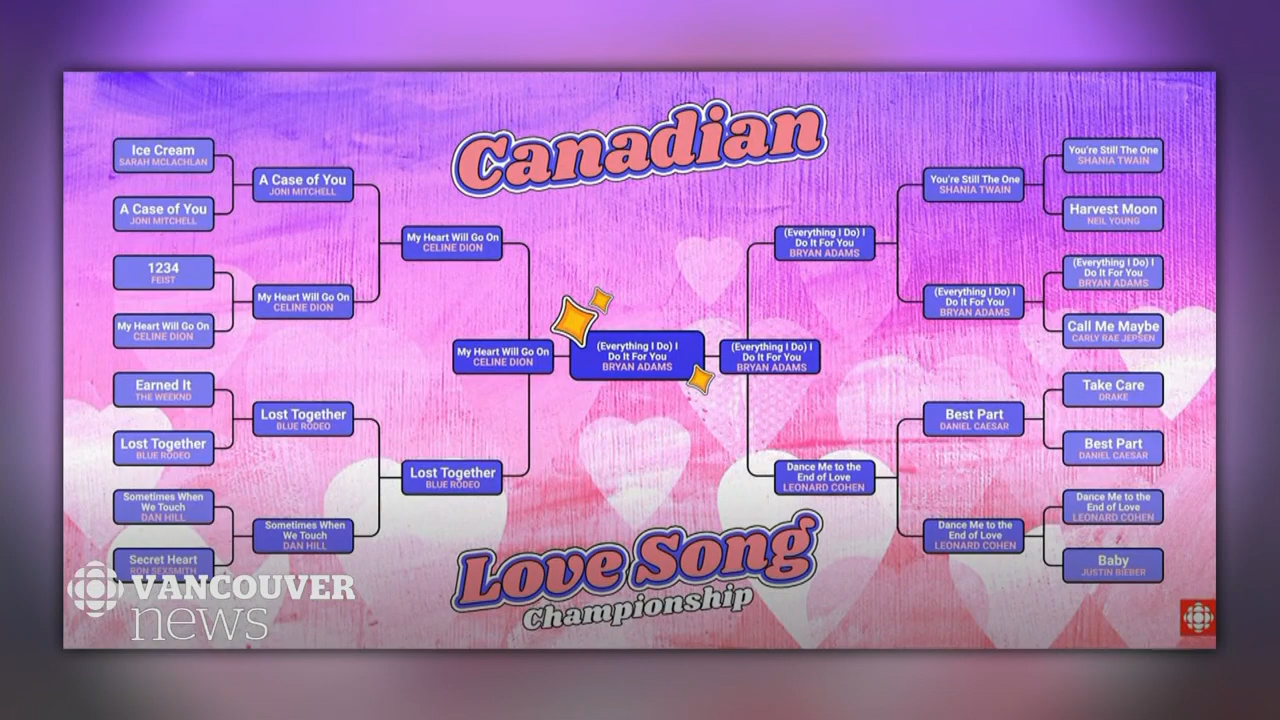 Canadian
Ice Cream
SARAH MCLACHLAN
A Case of You
JONI MITCHELL
1234
FEIST
My Heart Will Go On
CELINE DION
Earned It
THE WEEKND
Lost Together
BLUE RODEO
Sometimes When
We Touch
DAN HILL
Secret Heart
RON SEXSMITH
A Case of You
JONI MITCHELL
My Heart Will Go On
CELINE DION
Lost Together
BLUE RODEO
Sometimes When
We Touch
DAN HILL
My Heart Will Go On
CELINE DION
Lost Together
BLUE RODEO
My Heart Will Go On
CELINE DION
(Everything I Do) I
Do It For You
BRYAN ADAMS
(Everything I Do) I
Do It For You
BRYAN ADAMS
(Everything I Do) I
Do It For You
BRYAN ADAMS
Dance Me to the
End of Love
LEONARD COHEN
You're Still The One
SHANIA TWAIN
(Everything I Do) I
Do It For You
BRYAN ADAMS
Best Part
DANIEL CAESAR
Dance Me to the
End of Love
LEONARD COHEN
You're Still The One
SHANIA TWAIN
Harvest Moon
NEIL YOUNG
(Everything I Do) I
Do It For You
BRYAN ADAMS
Call Me Maybe
CARLY RAE JEPSEN
Take Care
DRAKE
Best Part
DANIEL CAESAR
Dance Me to the
End of Love
LEONARD COHEN
Baby
JUSTIN BIEBER
Love Song
Championship
VANCOUVER
news